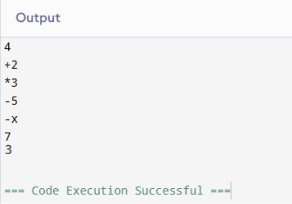 Output
4
+2
*3
-5
-x
7
3
=== Code Execution Successful ===